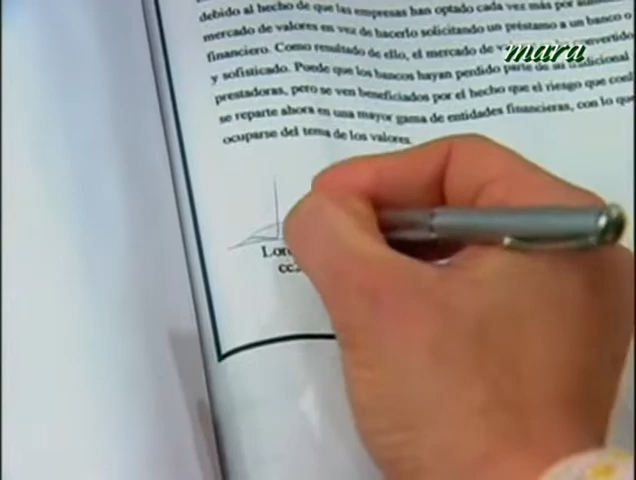 debido al hecho de que las empresas han optado cada vez más por
mercado de valores en vez de hacerlo solicitando un préstamo a un banco o
financiero. Como resultado de ello, el mercado de
y sofisticado. Puede que los bancos hayan perdido parte de su tradicional
prestadoras, pero se ven beneficiados por el hecho que el riesgo que
se reparte ahora en una mayor gama de entidades financieras, con lo que
ocuparse del tema de los valores.
mara